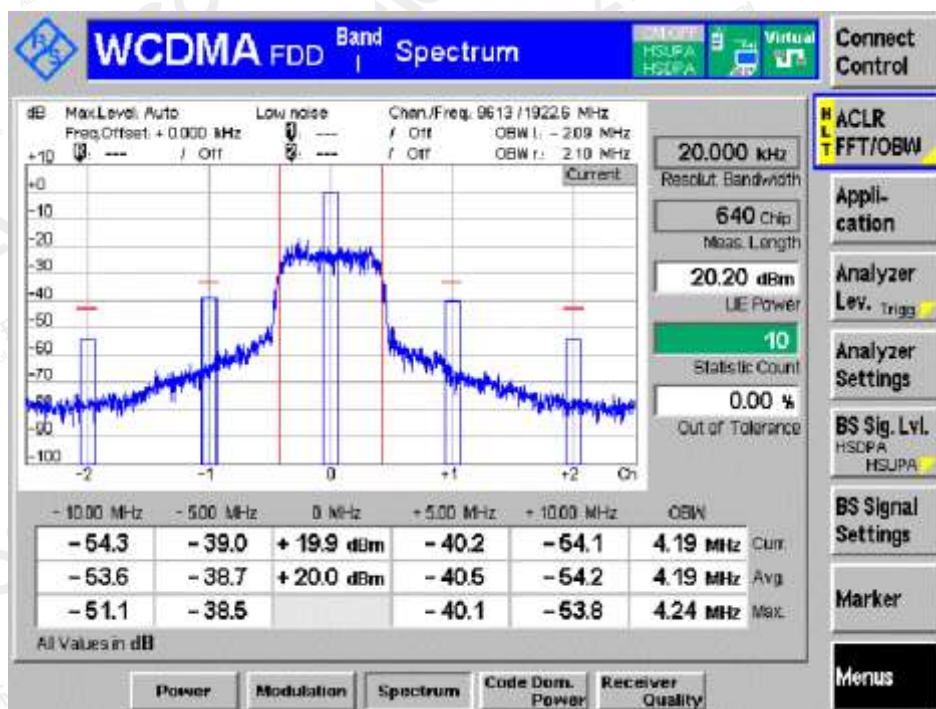 R S
WCDMA FDD Band I Spectrum
HSUPA
HSDPA
Virtual
Connect Control
dB Max.Level: Auto Low noise Chan./Freq.: 9613 / 1922.6 MHz
Freq.Offset: + 0.000 kHz 1: --- / Off OBW l.: - 2.09 MHz
R: --- / Off 2: --- / Off OBW r.: 2.10 MHz
Current
+10
+0
-10
-20
-30
-40
-50
-60
-70
-90
-100
-2 -1 0 +1 +2 Ch
20.000 kHz
Resolut. Bandwidth
640 Chip
Meas. Length
20.20 dBm
UE Power
10
Statistic Count
0.00 %
Out of Tolerance
- 10.00 MHz - 5.00 MHz 0 MHz + 5.00 MHz + 10.00 MHz OBW
- 54.3 - 39.0 + 19.9 dBm - 40.2 - 54.1 4.19 MHz Curr.
- 53.6 - 38.7 + 20.0 dBm - 40.5 - 54.2 4.19 MHz Avg.
- 51.1 - 38.5 - 40.1 - 53.8 4.24 MHz Max.
All Values in dB
HLT
ACLR
FFT/OBW
Appli-
cation
Analyzer
Lev. Trigg
Analyzer
Settings
BS Sig. Lvl.
HSDPA
HSUPA
BS Signal
Settings
Marker
Menus
Power
Modulation
Spectrum
Code Dom.
Power
Receiver
Quality